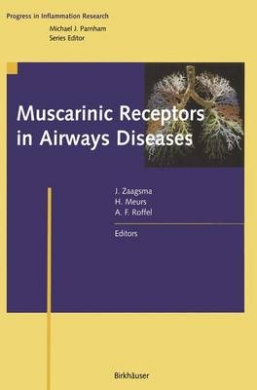 Progress in Inflammation Research
Michael J. Parnham
Series Editor
Muscarinic Receptors
in Airways Diseases
J. Zaagsma
H. Meurs
A. F. Roffel
Editors
Birkhäuser